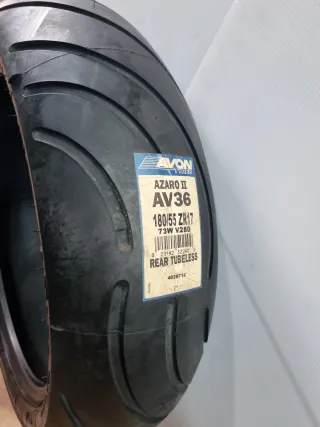 AVON
TYRES
AZARO II
AV36
180/55 ZR17
73W V280
REAR TUBELESS